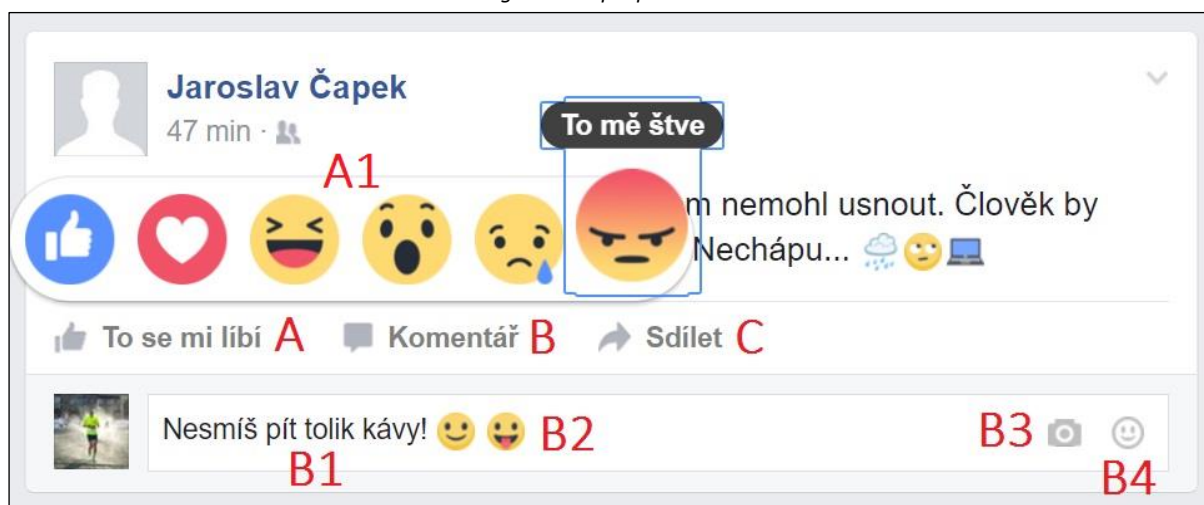 Jaroslav Čapek
47 min ·
To mě štve
A1
m nemohl usnout. Člověk by
Nechápu...
To se mi líbí A Komentář B Sdílet C
Nesmíš pít tolik kávy! B2 B3
B1 B4